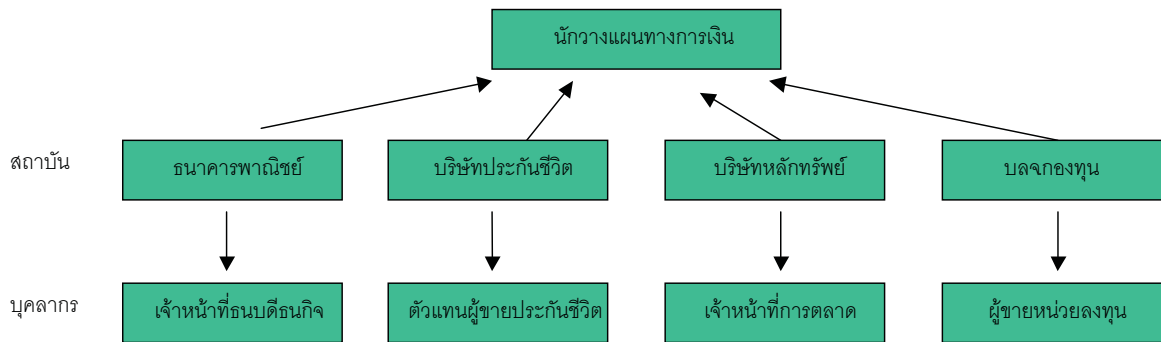 นักวางแผนทางการเงิน
สถาบัน ธนาคารพาณิชย์ บริษัทประกันชีวิต บริษัทหลักทรัพย์ บลจกองทุน
บุคลากร เจ้าหน้าที่ธนบดีธนกิจ ตัวแทนผู้ขายประกันชีวิต เจ้าหน้าที่การตลาด ผู้ขายหน่วยลงทุน